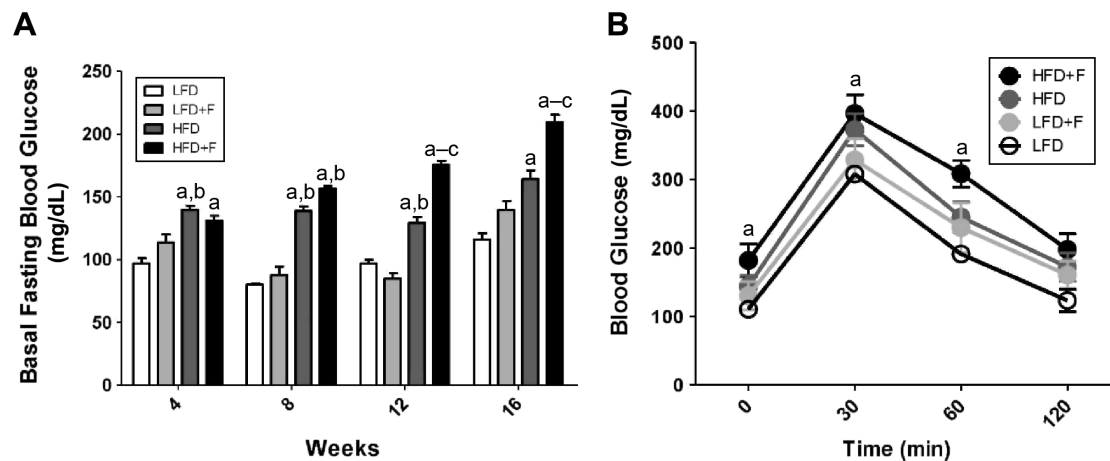 A
Basal Fasting Blood Glucose
(mg/dL)
250
200
150
100
50
0
LFD
LFD+F
HFD
HFD+F
a,b
a
a,b
a,b
a,b
a–c
a
a–c
4
8
12
16
Weeks
B
Blood Glucose (mg/dL)
500
400
300
200
100
0
a
a
a
HFD+F
HFD
LFD+F
LFD
0
30
60
120
Time (min)